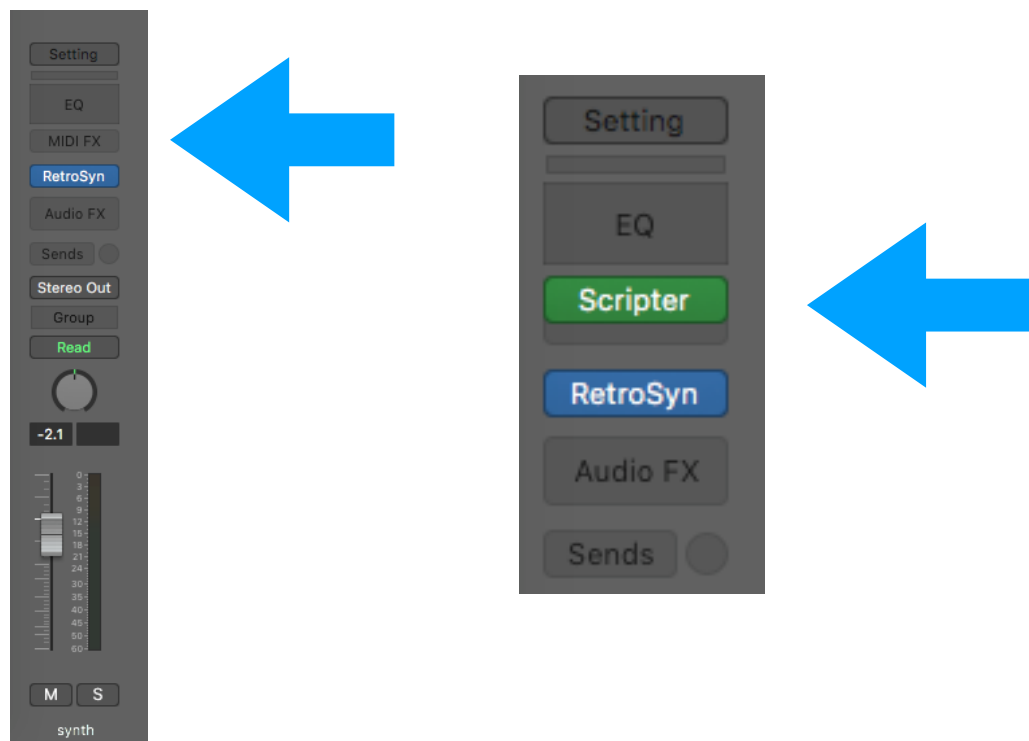 Setting
EQ
MIDI FX
RetroSyn
Audio FX
Sends
Stereo Out
Group
Read
-2.1
0
3
6
9
12
15
18
21
24
30
35
40
45
50
60
M S
synth
Setting
EQ
Scripter
RetroSyn
Audio FX
Sends